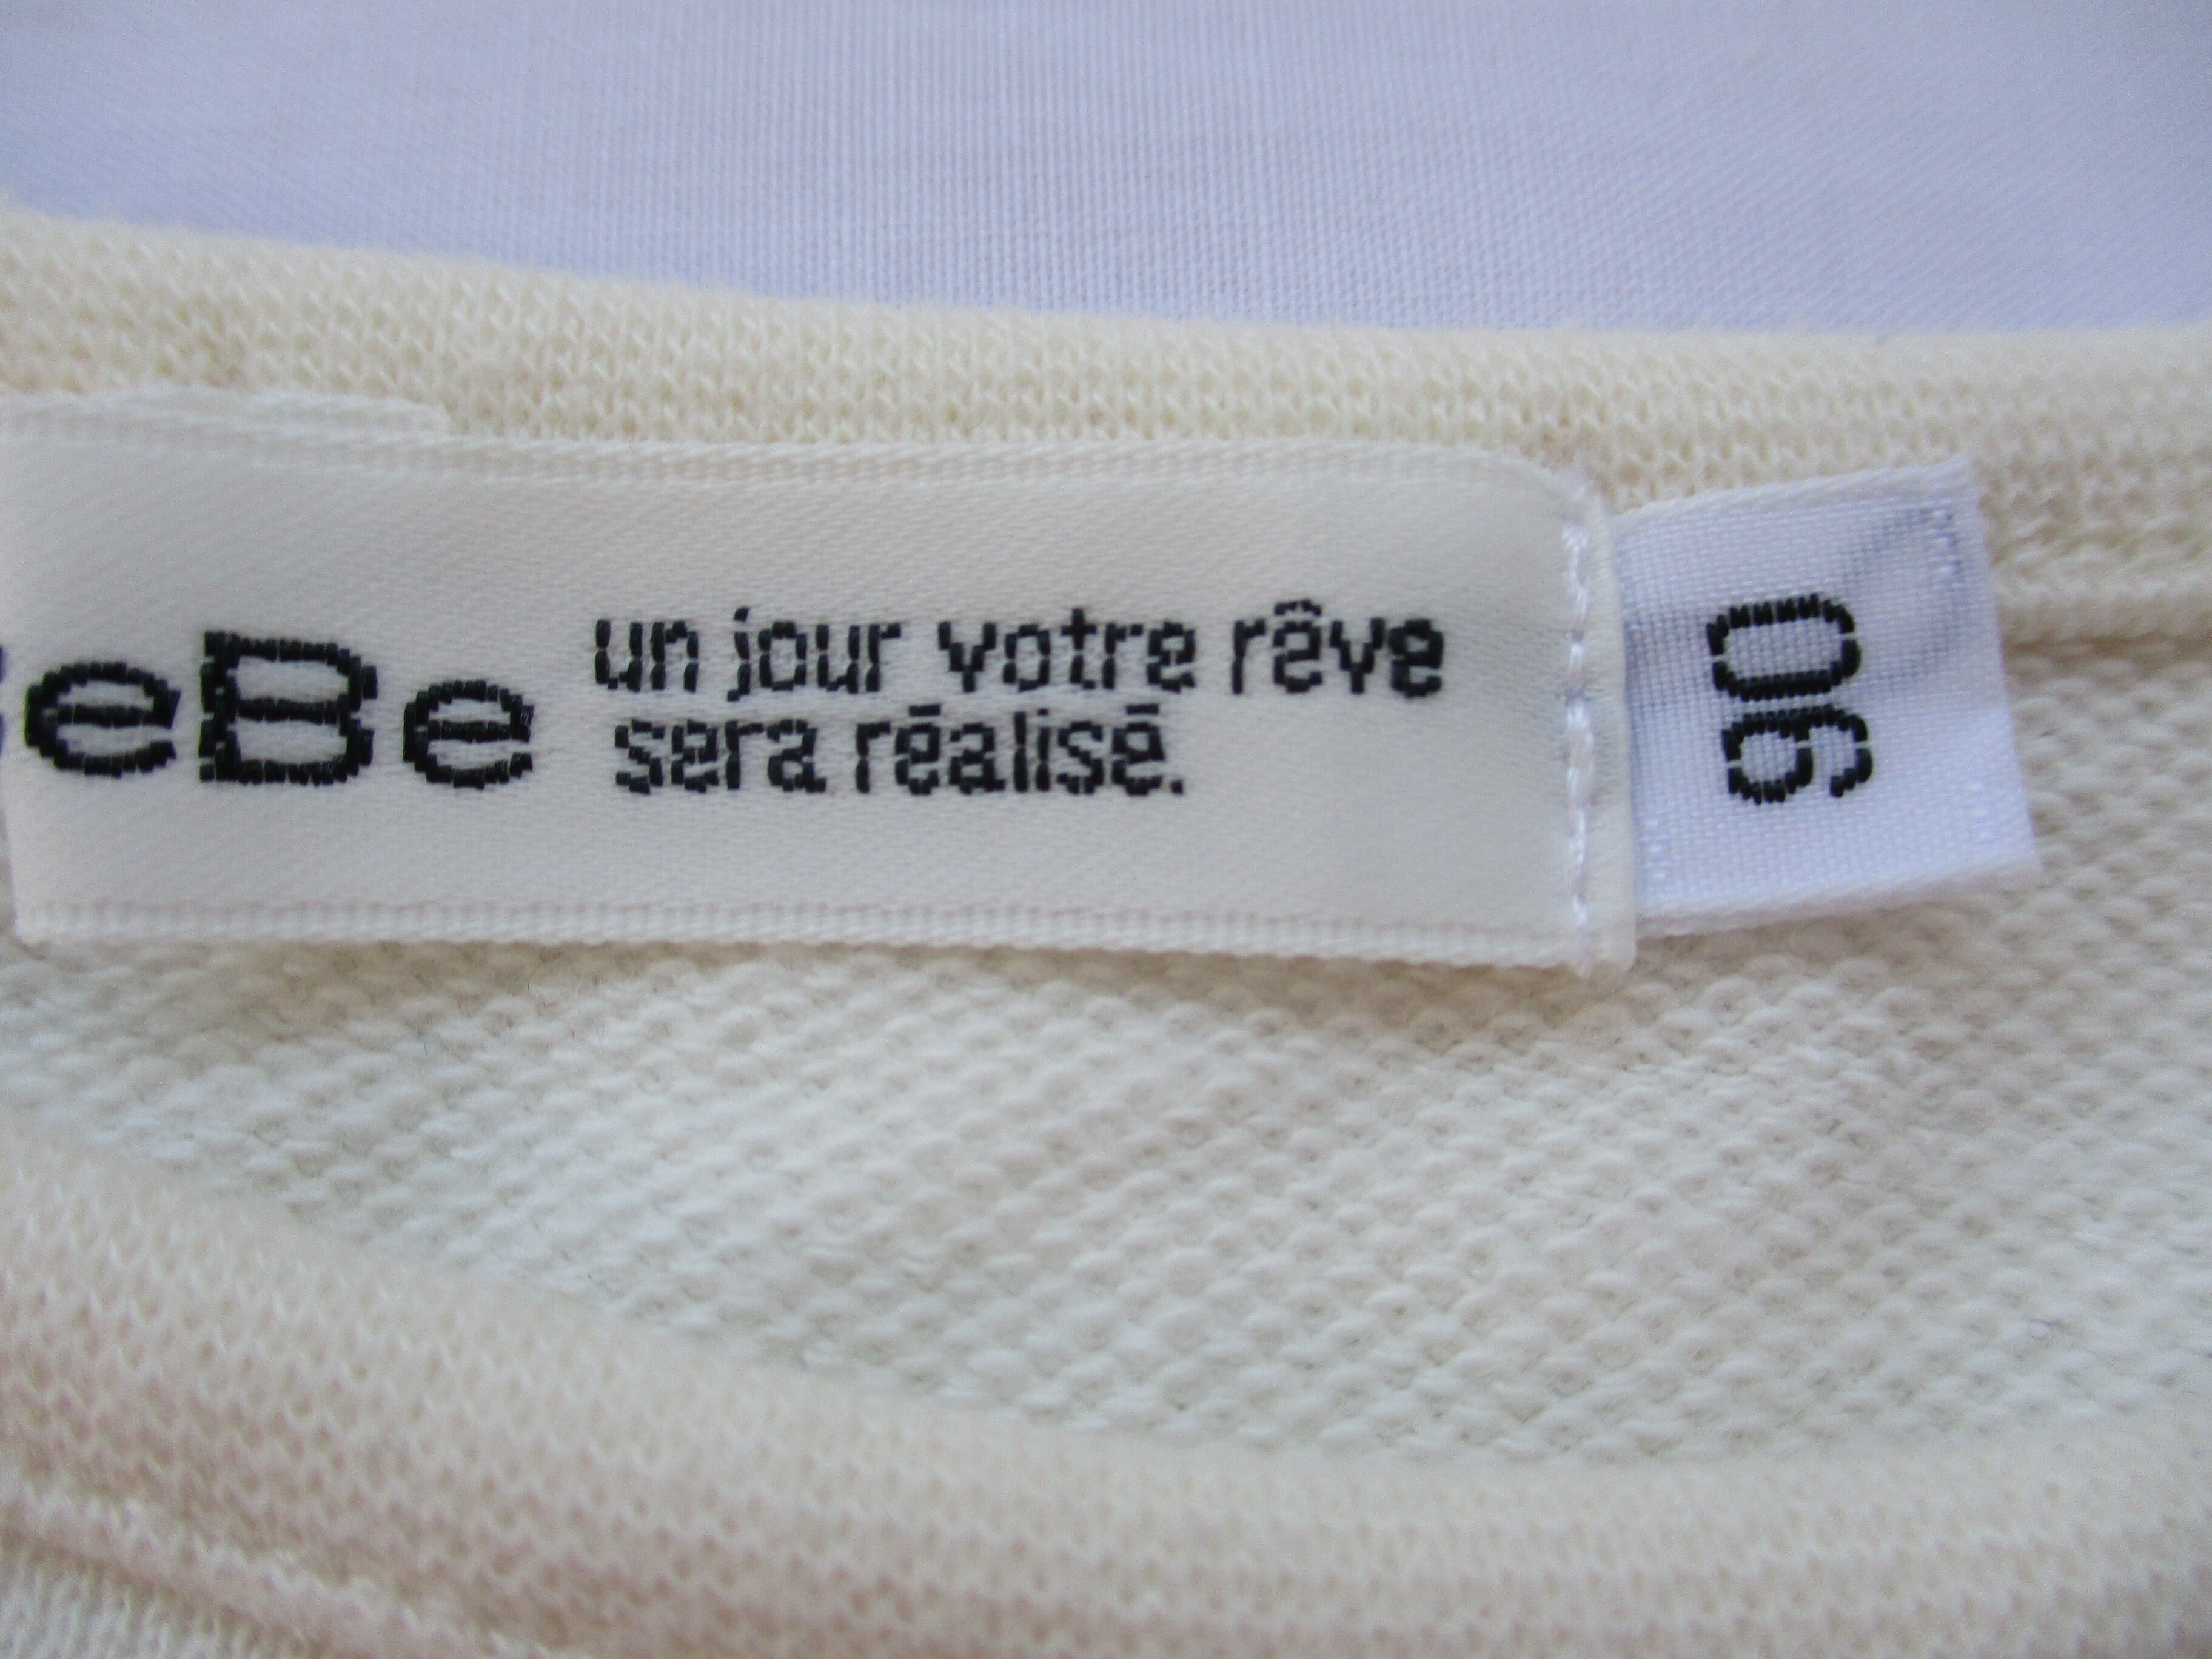 eBe
un jour votre rêve
sera réalisé.
90